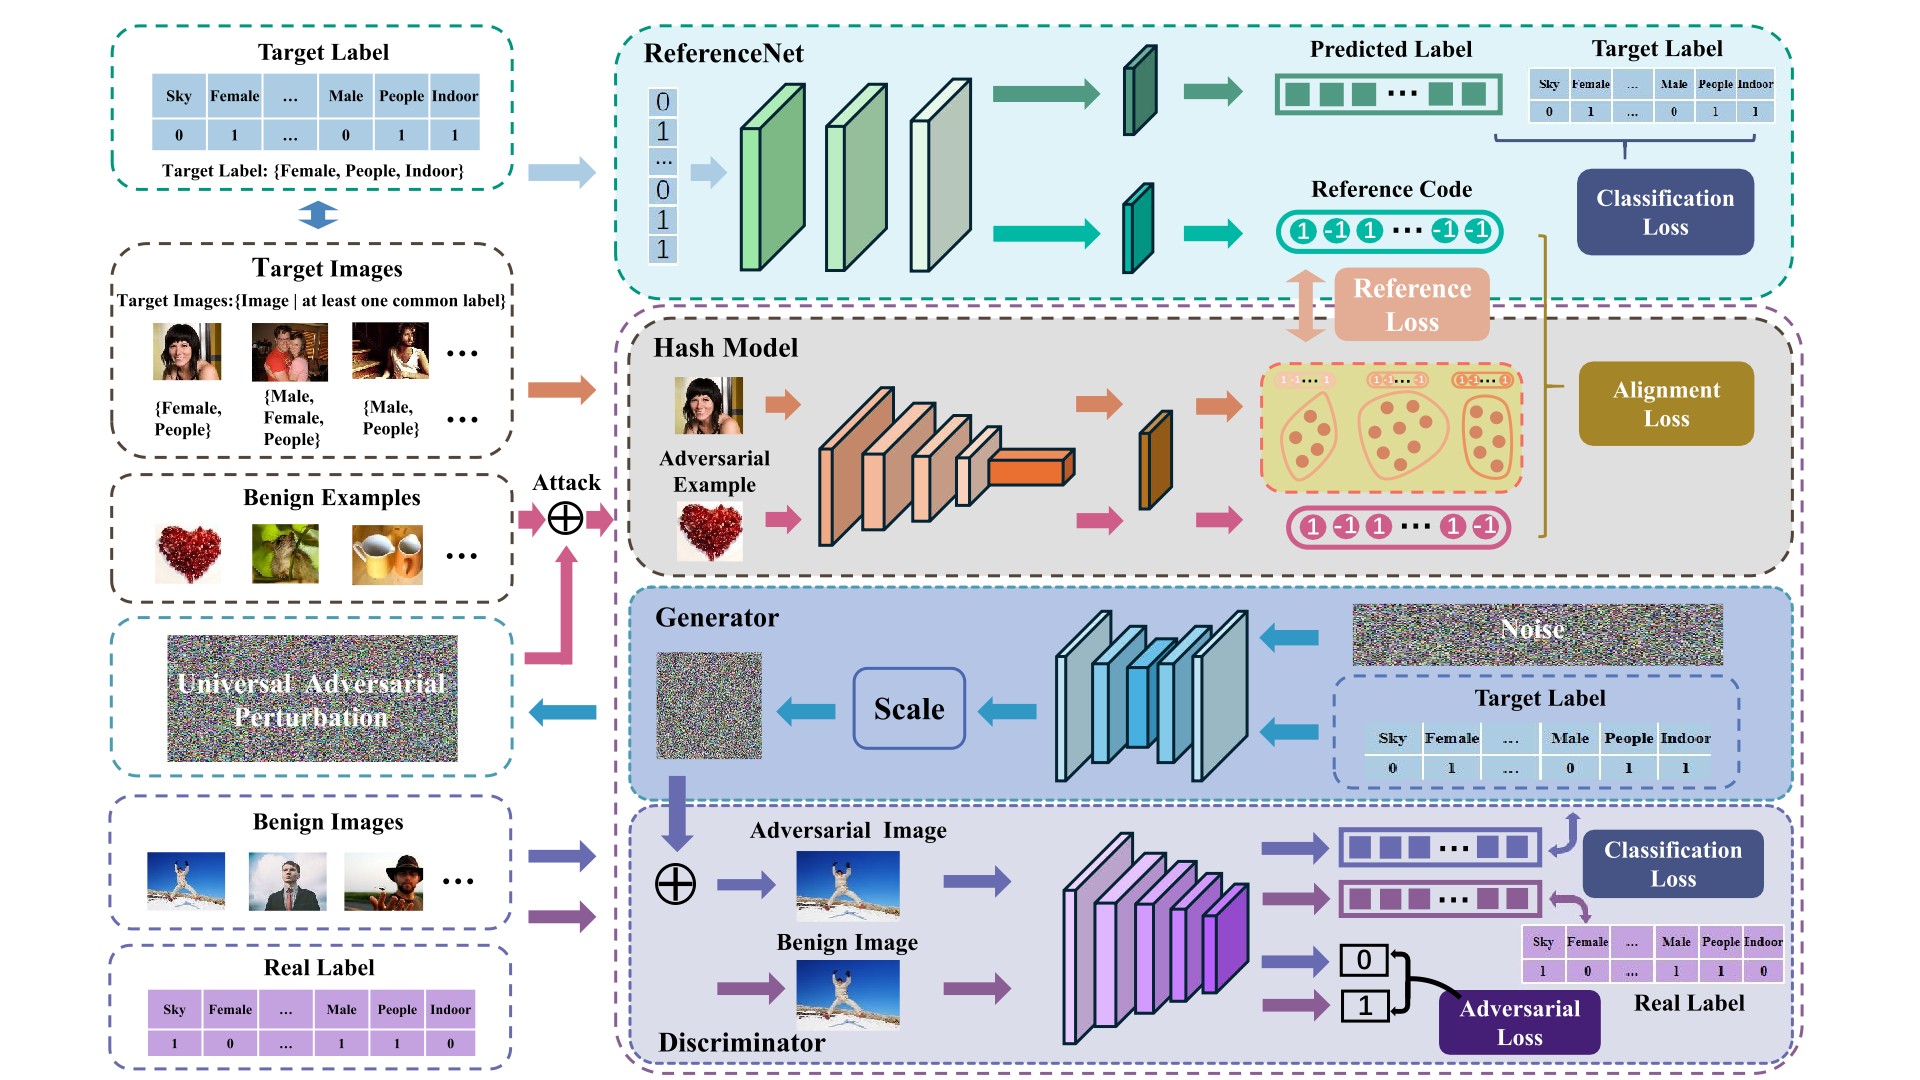 Target Label
Sky Female ... Male People Indoor
0 1 ... 0 1 1
Target Label: {Female, People, Indoor}
Target Images
Target Images:{Image | at least one common label}
...
{Female, People}
{Male, Female, People}
{Male, People}
...
Benign Examples
...
Attack
Universal Adversarial
Perturbation
Benign Images
...
Real Label
Sky Female ... Male People Indoor
1 0 ... 1 1 0
ReferenceNet
0
1
...
0
1
1
Predicted Label
...
Target Label
Sky Female ... Male People Indoor
0 1 ... 0 1 1
Classification
Loss
Reference Code
1 -1 1 ... -1 -1
Reference
Loss
Hash Model
Adversarial
Example
1 -1 ... 1
1 -1 ... -1
1 -1 ... 1
1 -1 1 ... 1 -1
Alignment
Loss
Generator
Scale
Noise
Target Label
Sky Female ... Male People Indoor
0 1 ... 0 1 1
Adversarial Image
Benign Image
Discriminator
...
...
Classification
Loss
0
1
Sky Female ... Male People Indoor
1 0 ... 1 1 0
Real Label
Adversarial
Loss